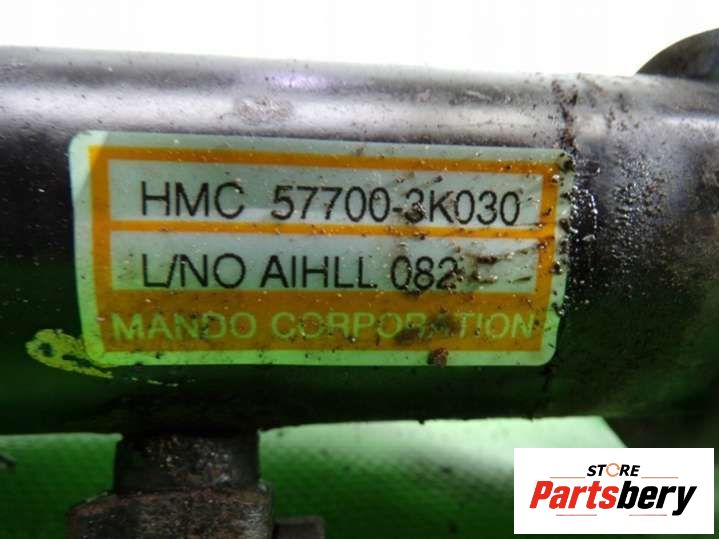 HMC 57700-3K030
L/NO AIHLL 082
MANDO CORPORATION
STORE
Partsbery